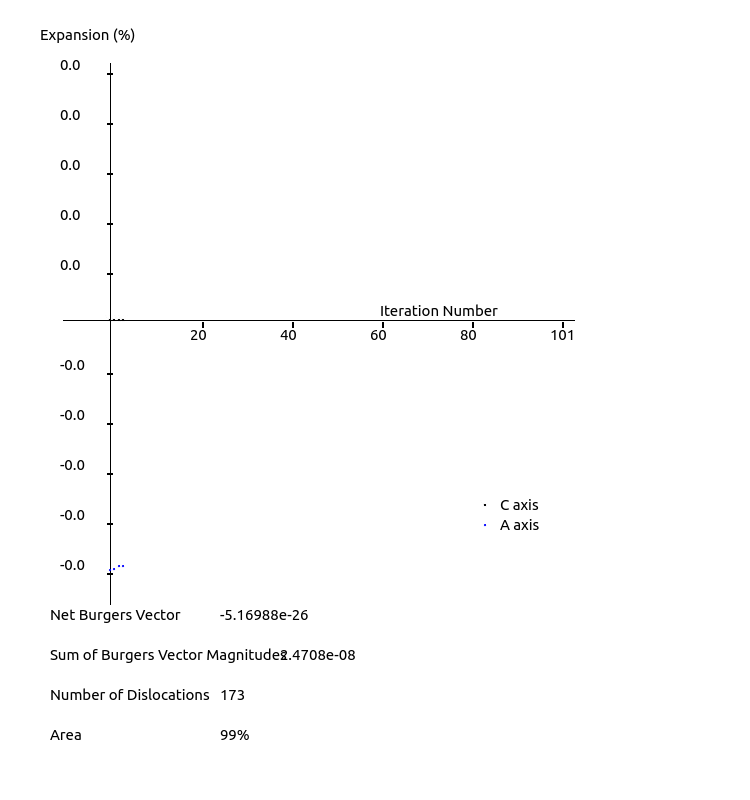 Expansion (%)
0.0
0.0
0.0
0.0
0.0
Iteration Number
20 40 60 80 101
-0.0
-0.0
-0.0
-0.0
C axis
A axis
-0.0
Net Burgers Vector -5.16988e-26
Sum of Burgers Vector Magnitudes 2.4708e-08
Number of Dislocations 173
Area 99%